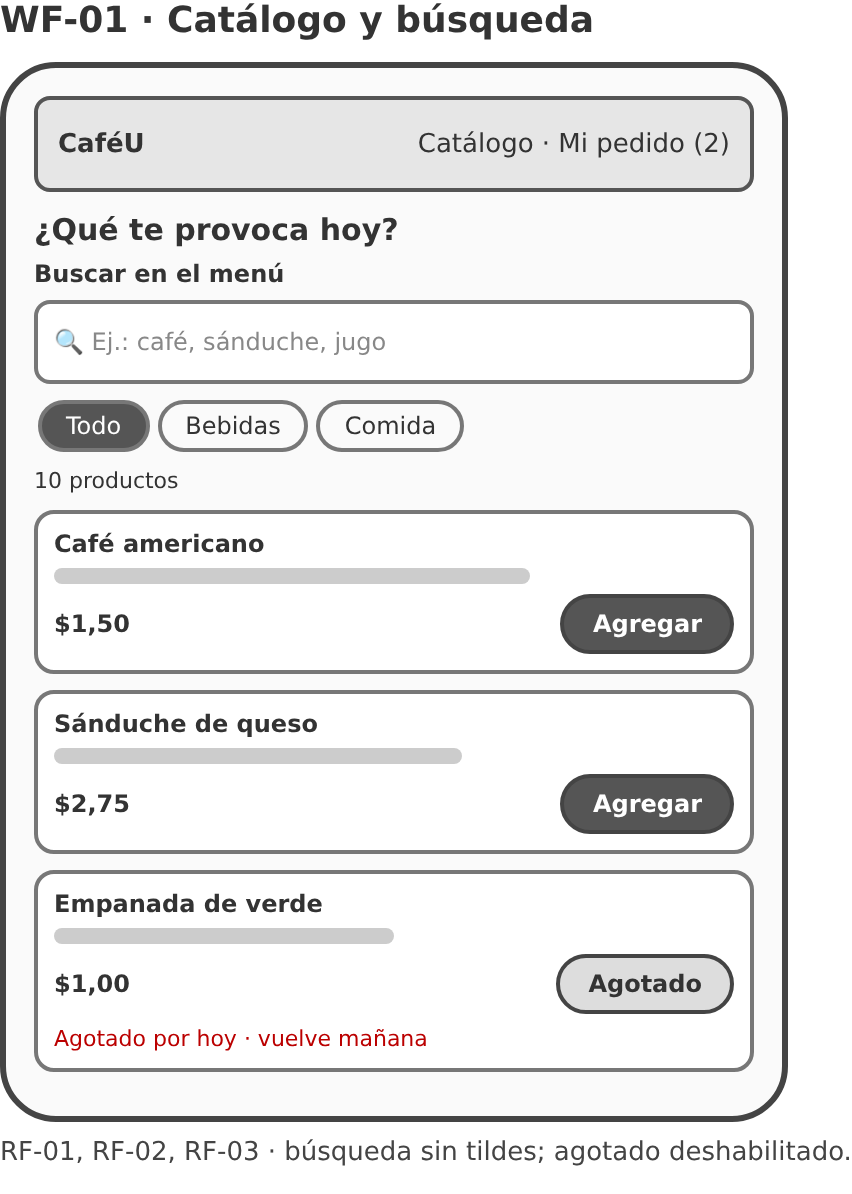 WF-01 · Catálogo y búsqueda
CaféU
Catálogo · Mi pedido (2)
¿Qué te provoca hoy?
Buscar en el menú
🔍 Ej.: café, sánduche, jugo
Todo
Bebidas
Comida
10 productos
Café americano
$1,50
Agregar
Sánduche de queso
$2,75
Agregar
Empanada de verde
$1,00
Agotado
Agotado por hoy · vuelve mañana
RF-01, RF-02, RF-03 · búsqueda sin tildes; agotado deshabilitado.